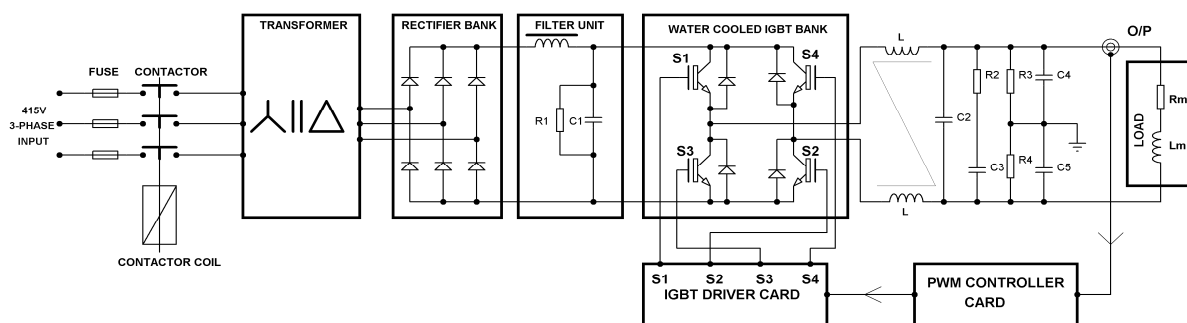 TRANSFORMER
RECTIFIER BANK
FILTER UNIT
WATER COOLED IGBT BANK
O/P
FUSE
CONTACTOR
415V
3-PHASE
INPUT
CONTACTOR COIL
R1
C1
S1
S4
S3
S2
L
L
C2
R2
C3
R3
R4
C4
C5
LOAD
Rm
Lm
S1 S2 S3 S4
IGBT DRIVER CARD
PWM CONTROLLER
CARD